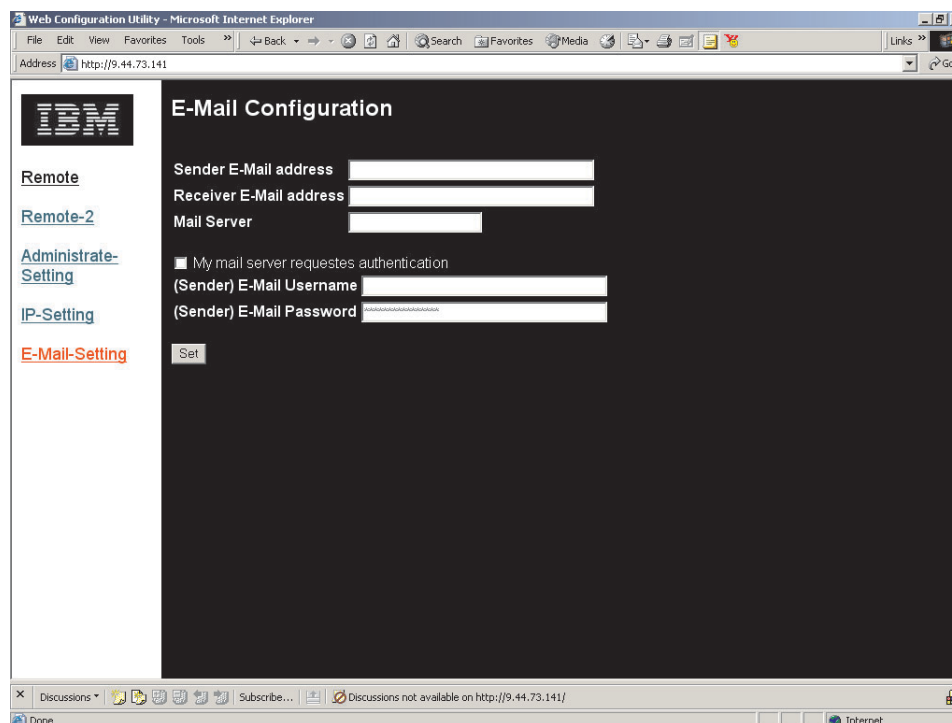 Web Configuration Utility - Microsoft Internet Explorer
File Edit View Favorites Tools » Back Search Favorites Media Links »
Address http://9.44.73.141 Go
IBM
Remote
Remote-2
Administrate-
Setting
IP-Setting
E-Mail-Setting
E-Mail Configuration
Sender E-Mail address
Receiver E-Mail address
Mail Server
My mail server requestes authentication
(Sender) E-Mail Username
(Sender) E-Mail Password
Set
Discussions Subscribe... Discussions not available on http://9.44.73.141/
Done Internet